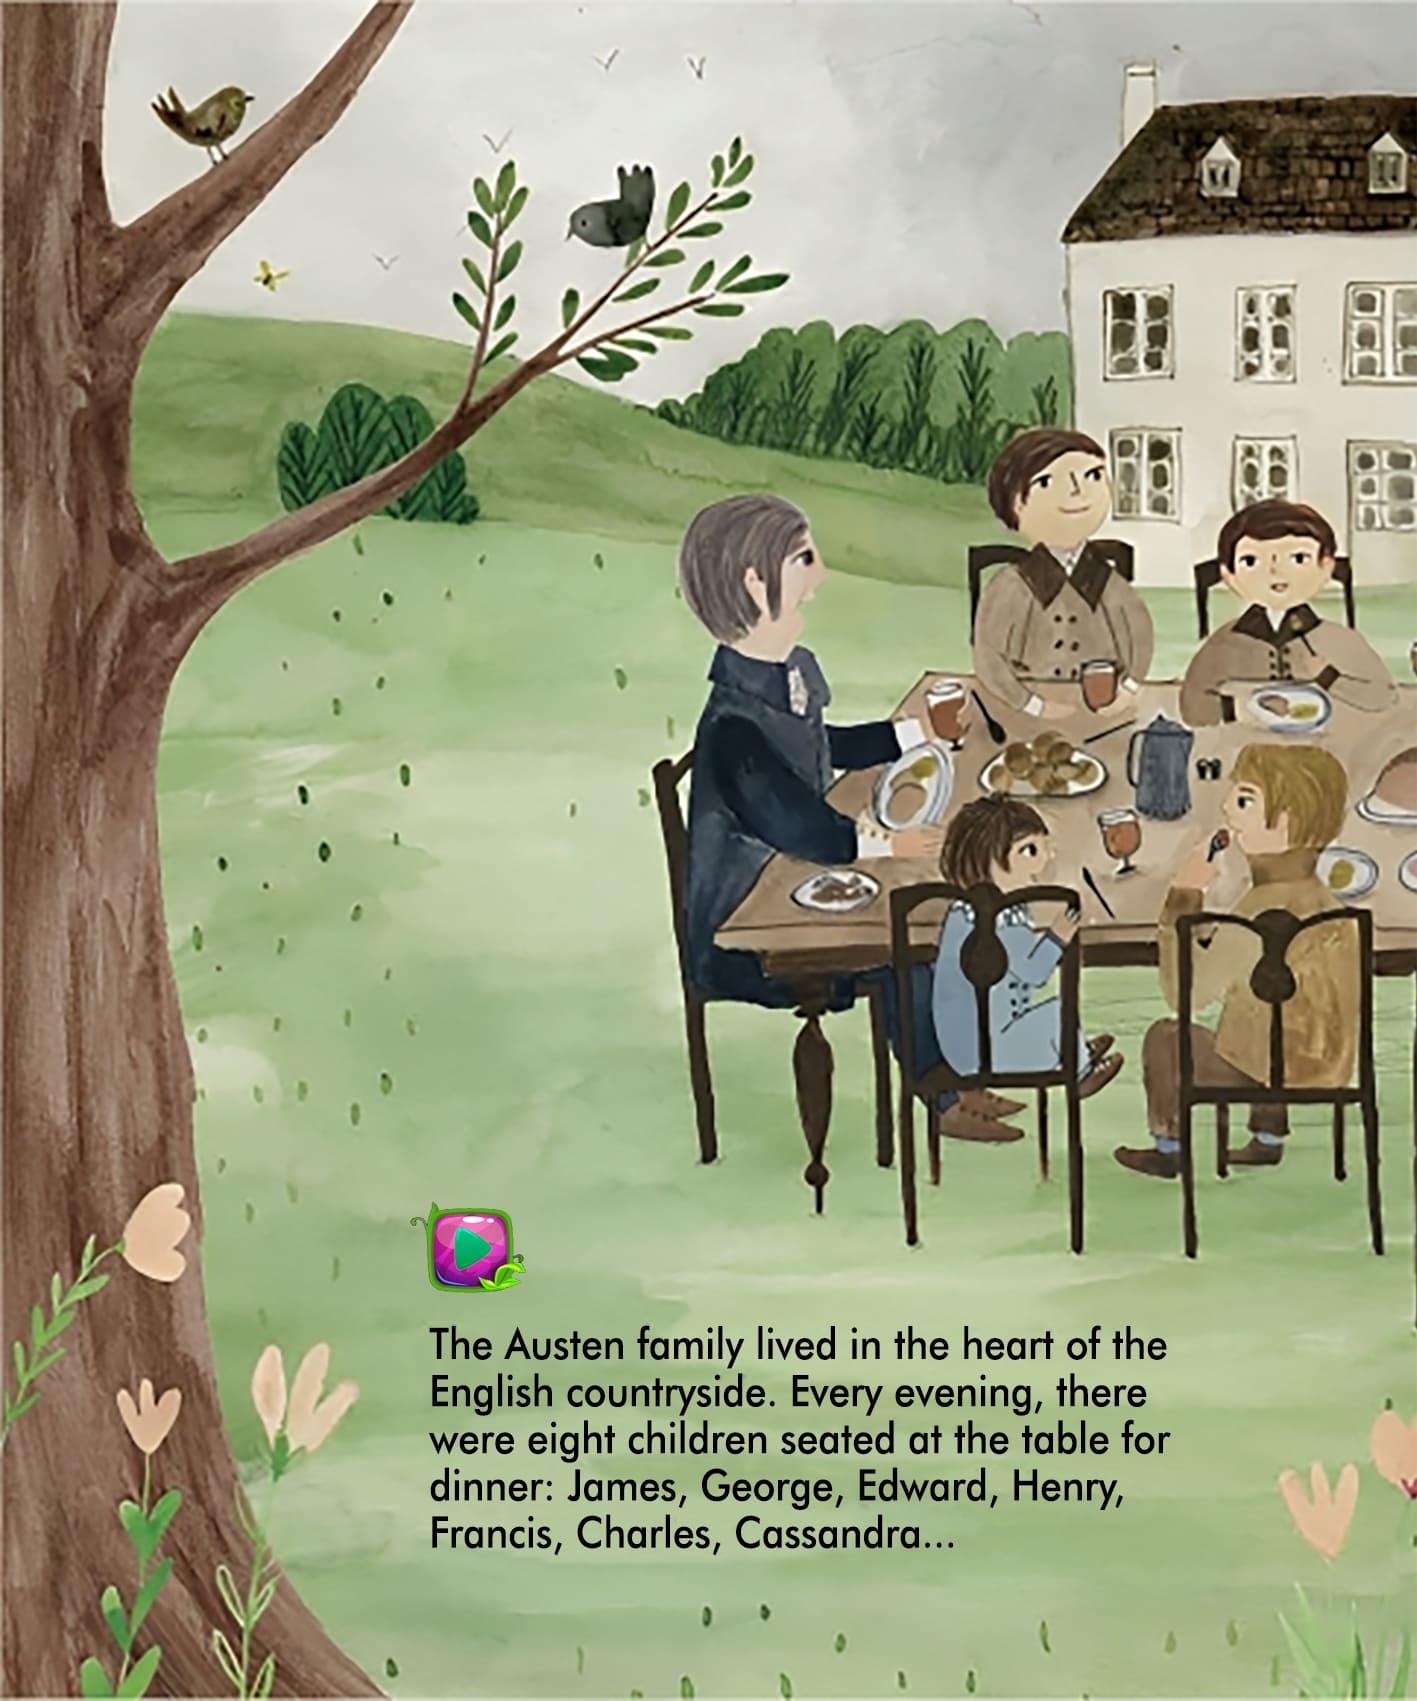 The Austen family lived in the heart of the
English countryside. Every evening, there
were eight children seated at the table for
dinner: James, George, Edward, Henry,
Francis, Charles, Cassandra...